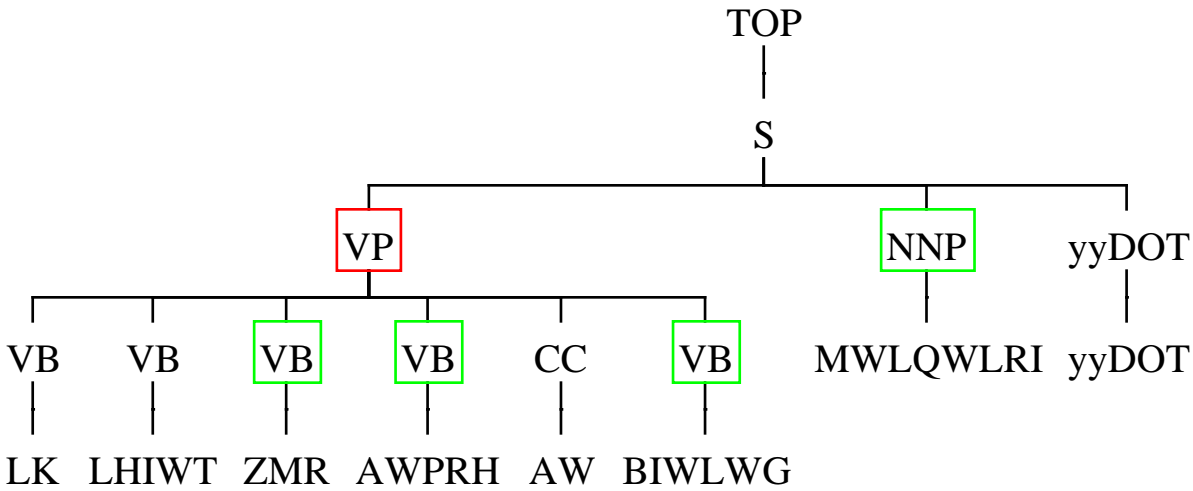 TOP
S
VP NNP yyDOT
VB VB VB VB CC VB MWLQWLRI yyDOT
LK LHIWT ZMR AWPRH AW BIWLWG